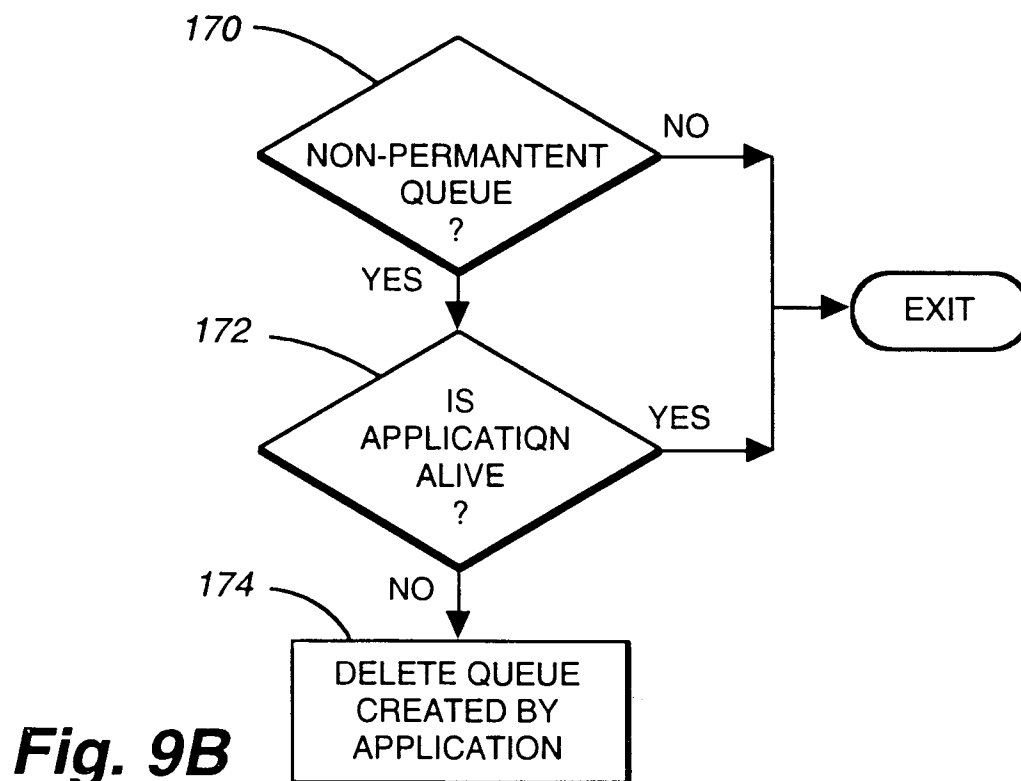 170
NON-PERMANTENT
QUEUE
?
NO
YES
EXIT
172
IS
APPLICATIQN
ALIVE
?
YES
NO
174
DELETE QUEUE
CREATED BY
APPLICATION
Fig. 9B